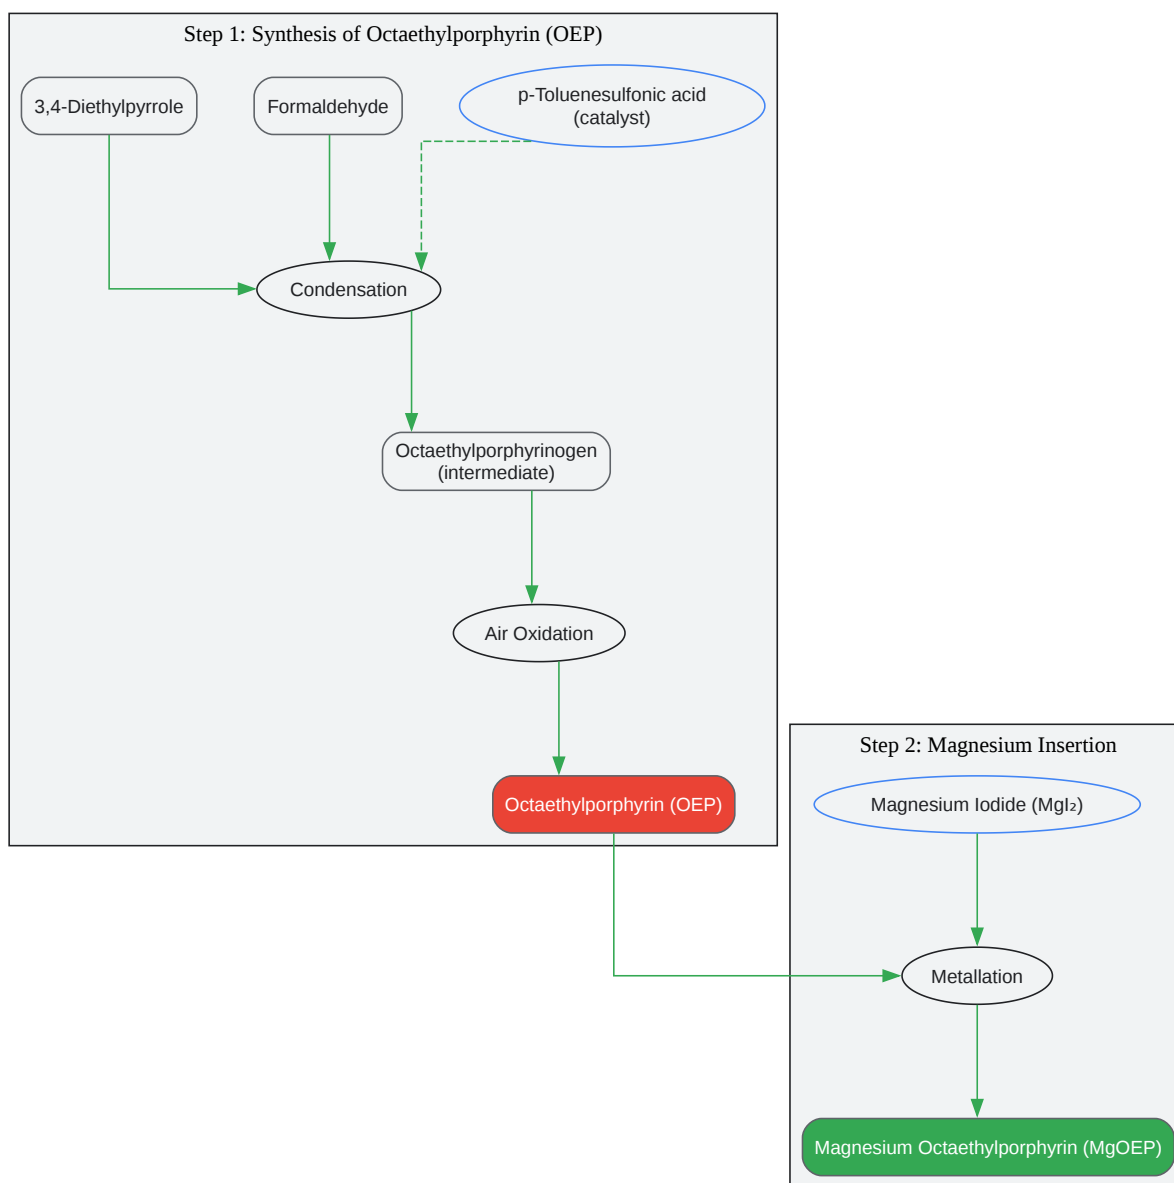 Step 1: Synthesis of Octaethylporphyrin (OEP)
3,4-Diethylpyrrole
Formaldehyde
p-Toluenesulfonic acid
(catalyst)
Condensation
Octaethylporphyrinogen
(intermediate)
Air Oxidation
Octaethylporphyrin (OEP)
Step 2: Magnesium Insertion
Magnesium Iodide (MgI₂)
Metallation
Magnesium Octaethylporphyrin (MgOEP)